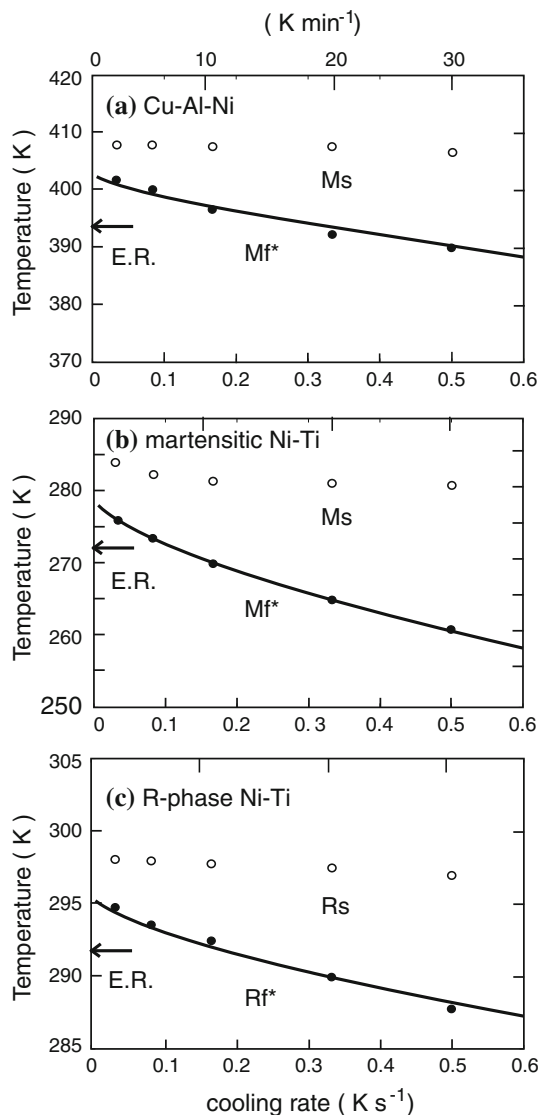 ( K min⁻¹)
0 10 20 30
420
(a) Cu-Al-Ni
410
Ms
400
390
E.R.
Mf*
380
370
Temperature ( K )
0 0.1 0.2 0.3 0.4 0.5 0.6
290
(b) martensitic Ni-Ti
280
Ms
270
E.R.
Mf*
260
250
Temperature ( K )
0 0.1 0.2 0.3 0.4 0.5 0.6
305
(c) R-phase Ni-Ti
300
Rs
295
E.R.
290
Rf*
285
Temperature ( K )
0 0.1 0.2 0.3 0.4 0.5 0.6
cooling rate ( K s⁻¹)